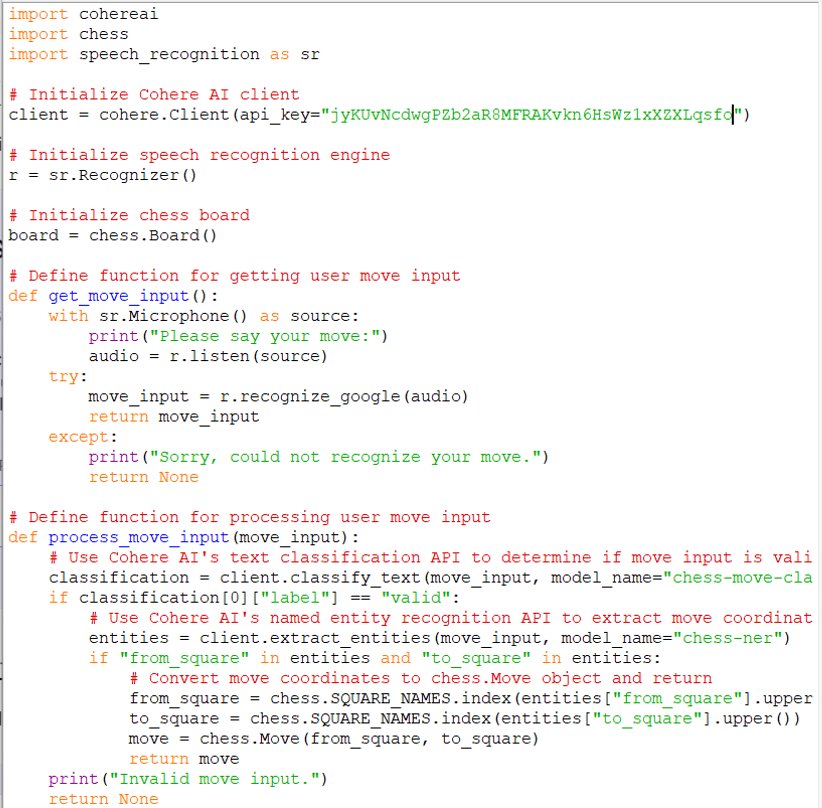 import cohereai
import chess
import speech_recognition as sr
# Initialize Cohere AI client
client = cohere.Client(api_key="jyKUvNcdwgPZb2aR8MFRAKvkn6HsWz1xXZXLqsfo")
# Initialize speech recognition engine
r = sr.Recognizer()
# Initialize chess board
board = chess.Board()
# Define function for getting user move input
def get_move_input():
    with sr.Microphone() as source:
        print("Please say your move:")
        audio = r.listen(source)
    try:
        move_input = r.recognize_google(audio)
        return move_input
    except:
        print("Sorry, could not recognize your move.")
        return None
# Define function for processing user move input
def process_move_input(move_input):
    # Use Cohere AI's text classification API to determine if move input is vali
    classification = client.classify_text(move_input, model_name="chess-move-cla
    if classification[0]["label"] == "valid":
        # Use Cohere AI's named entity recognition API to extract move coordinat
        entities = client.extract_entities(move_input, model_name="chess-ner")
        if "from_square" in entities and "to_square" in entities:
            # Convert move coordinates to chess.Move object and return
            from_square = chess.SQUARE_NAMES.index(entities["from_square"].upper
            to_square = chess.SQUARE_NAMES.index(entities["to_square"].upper())
            move = chess.Move(from_square, to_square)
            return move
    print("Invalid move input.")
    return None